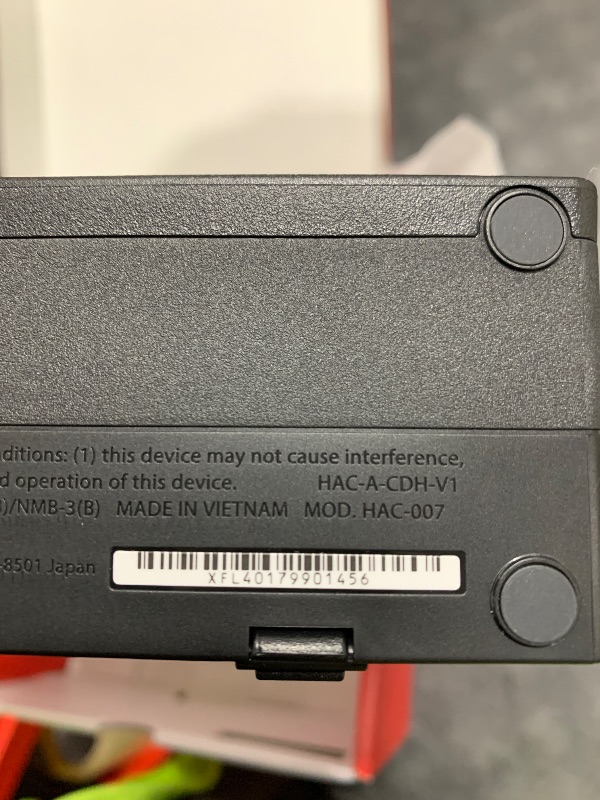 nditions: (1) this device may not cause interference,
d operation of this device. HAC-A-CDH-V1
)/NMB-3(B) MADE IN VIETNAM MOD. HAC-007
-8501 Japan
XFL40179901456